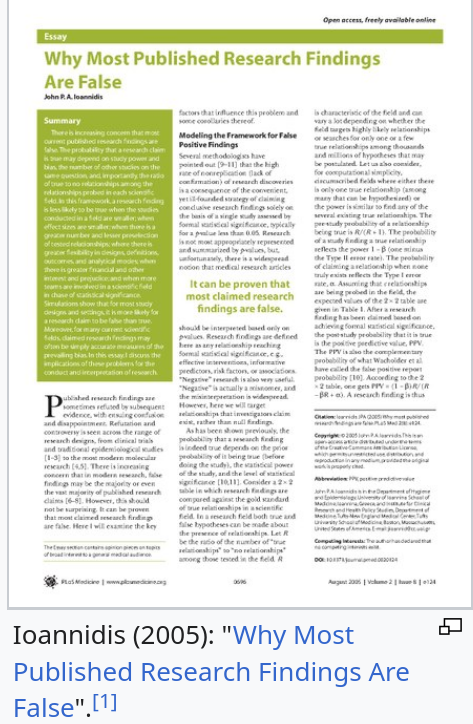 Open access, freely available online
Essay
Why Most Published Research Findings
Are False
John P. A. Ioannidis
Summary
There is increasing concern that most
current published research findings are
false. The probability that a research claim
is true may depend on study power and
bias, the number of other studies on the
same question, and, importantly, the ratio
of true to no relationships among the
relationships probed in each scientific
field. In this framework, a research finding
is less likely to be true when the studies
conducted in a field are smaller; when
effect sizes are smaller; when there is a
greater number and lesser preselection
of tested relationships; where there is
greater flexibility in designs, definitions,
outcomes, and analytical modes; when
there is greater financial and other
interest and prejudice; and when more
teams are involved in a scientific field
in chase of statistical significance.
Simulations show that for most study
designs and settings, it is more likely for
a research claim to be false than true.
Moreover, for many current scientific
fields, claimed research findings may
often be simply accurate measures of the
prevailing bias. In this essay, I discuss the
implications of these problems for the
conduct and interpretation of research.
Published research findings are
sometimes refuted by subsequent
evidence, with ensuing confusion
and disappointment. Refutation and
controversy is seen across the range of
research designs, from clinical trials
and traditional epidemiological studies
[1–3] to the most modern molecular
research [4,5]. There is increasing
concern that in modern research, false
findings may be the majority or even
the vast majority of published research
claims [6–8]. However, this should
not be surprising. It can be proven
that most claimed research findings
are false. Here I will examine the key
The Essay section contains opinion pieces on topics
of broad interest to a general medical audience.
factors that influence this problem and
some corollaries thereof.
Modeling the Framework for False
Positive Findings
Several methodologists have
pointed out [9–11] that the high
rate of nonreplication (lack of
confirmation) of research discoveries
is a consequence of the convenient,
yet ill-founded strategy of claiming
conclusive research findings solely on
the basis of a single study assessed by
formal statistical significance, typically
for a p-value less than 0.05. Research
is not most appropriately represented
and summarized by p-values, but,
unfortunately, there is a widespread
notion that medical research articles
It can be proven that
most claimed research
findings are false.
should be interpreted based only on
p-values. Research findings are defined
here as any relationship reaching
formal statistical significance, e.g.,
effective interventions, informative
predictors, risk factors, or associations.
"Negative" research is also very useful.
"Negative" is actually a misnomer, and
the misinterpretation is widespread.
However, here we will target
relationships that investigators claim
exist, rather than null findings.
As has been shown previously, the
probability that a research finding
is indeed true depends on the prior
probability of it being true (before
doing the study), the statistical power
of the study, and the level of statistical
significance [10,11]. Consider a 2 × 2
table in which research findings are
compared against the gold standard
of true relationships in a scientific
field. In a research field both true and
false hypotheses can be made about
the presence of relationships. Let R
be the ratio of the number of "true
relationships" to "no relationships"
among those tested in the field. R
is characteristic of the field and can
vary a lot depending on whether the
field targets highly likely relationships
or searches for only one or a few
true relationships among thousands
and millions of hypotheses that may
be postulated. Let us also consider,
for computational simplicity,
circumscribed fields where either there
is only one true relationship (among
many that can be hypothesized) or
the power is similar to find any of the
several existing true relationships. The
pre-study probability of a relationship
being true is R/(R + 1). The probability
of a study finding a true relationship
reflects the power 1 − β (one minus
the Type II error rate). The probability
of claiming a relationship when none
truly exists reflects the Type I error
rate, α. Assuming that c relationships
are being probed in the field, the
expected values of the 2 × 2 table are
given in Table 1. After a research
finding has been claimed based on
achieving formal statistical significance,
the post-study probability that it is true
is the positive predictive value, PPV.
The PPV is also the complementary
probability of what Wacholder et al.
have called the false positive report
probability [10]. According to the 2
× 2 table, one gets PPV = (1 − β)R/(R
− βR + α). A research finding is thus
Citation: Ioannidis JPA (2005) Why most published
research findings are false. PLoS Med 2(8): e124.
Copyright: © 2005 John P. A. Ioannidis. This is an
open-access article distributed under the terms
of the Creative Commons Attribution License,
which permits unrestricted use, distribution, and
reproduction in any medium, provided the original
work is properly cited.
Abbreviation: PPV, positive predictive value
John P. A. Ioannidis is in the Department of Hygiene
and Epidemiology, University of Ioannina School of
Medicine, Ioannina, Greece, and Institute for Clinical
Research and Health Policy Studies, Department of
Medicine, Tufts-New England Medical Center, Tufts
University School of Medicine, Boston, Massachusetts,
United States of America. E-mail:
Competing Interests: The author has declared that
no competing interests exist.
DOI: 10.1371/journal.pmed.0020124
PLoS Medicine | www.plosmedicine.org
0696
August 2005 | Volume 2 | Issue 8 | e124
Ioannidis (2005): "Why Most
Published Research Findings Are
False".[1]